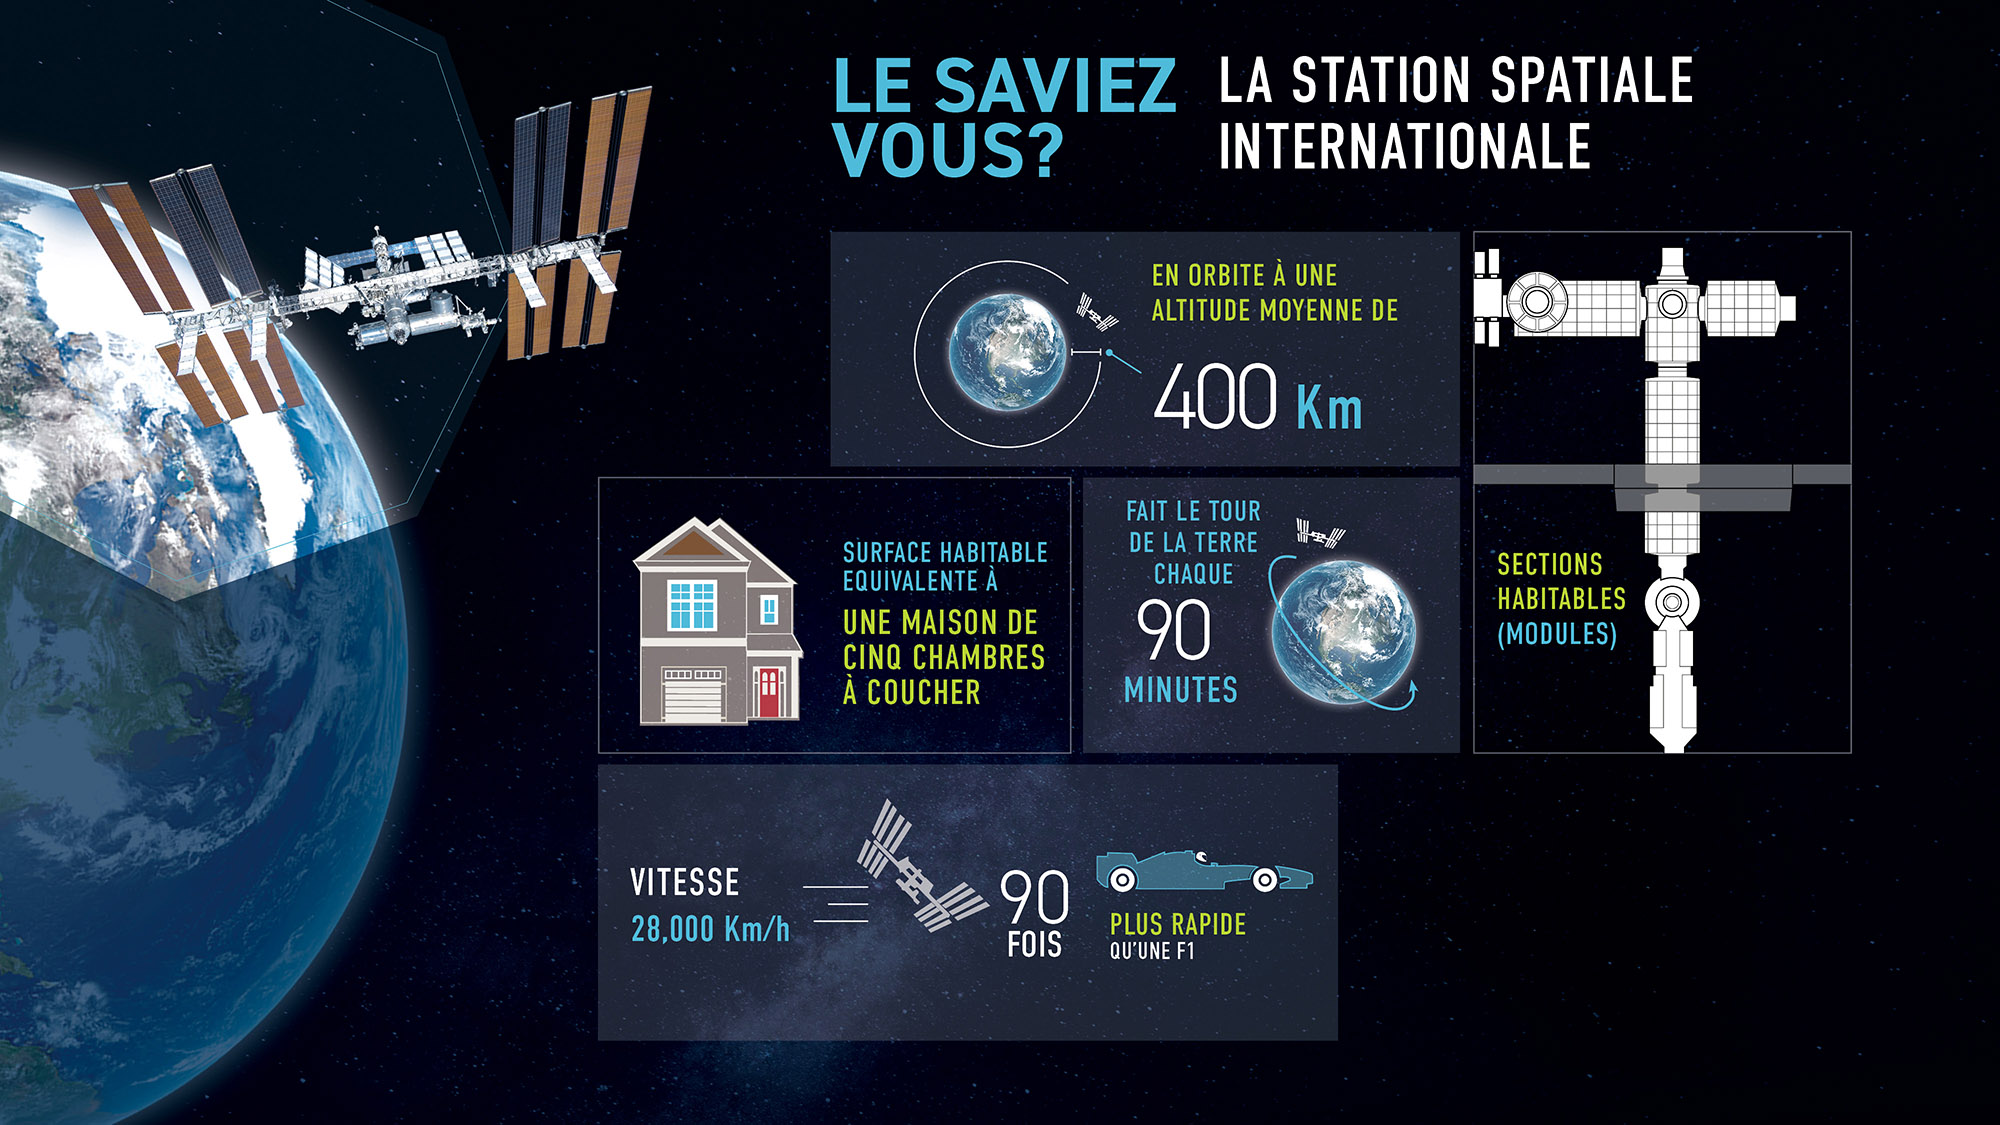 LE SAVIEZ
VOUS?
LA STATION SPATIALE
INTERNATIONALE
EN ORBITE À UNE
ALTITUDE MOYENNE DE
400 Km
SURFACE HABITABLE
EQUIVALENTE À
UNE MAISON DE
CINQ CHAMBRES
À COUCHER
FAIT LE TOUR
DE LA TERRE
CHAQUE
90
MINUTES
SECTIONS
HABITABLES
(MODULES)
VITESSE
28,000 Km/h
90
FOIS
PLUS RAPIDE
QU'UNE F1